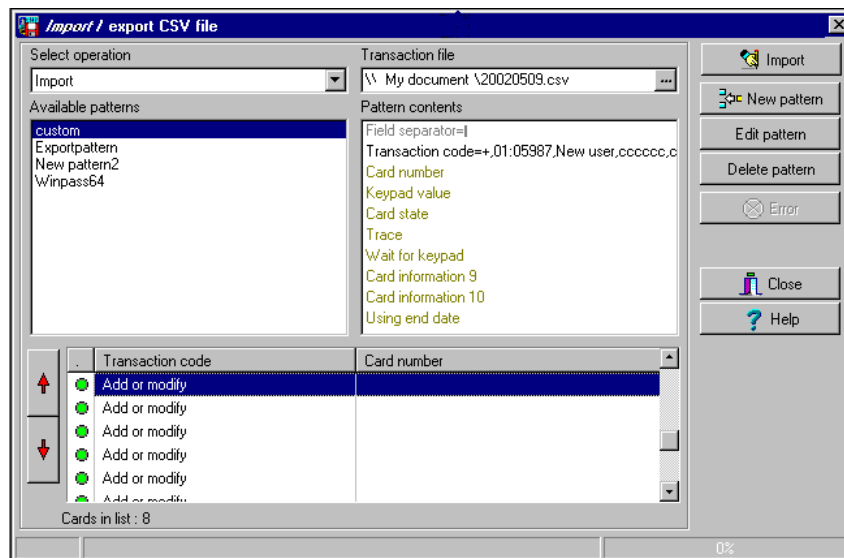 Import / export CSV file
Select operation
Import
Transaction file
\\ My document \20020509.csv
...
Available patterns
custom
Exportpattern
New pattern2
Winpass64
Pattern contents
Field separator=|
Transaction code=+,01:05987,New user,cccccc,c
Card number
Keypad value
Card state
Trace
Wait for keypad
Card information 9
Card information 10
Using end date
Import
New pattern
Edit pattern
Delete pattern
Error
Close
Help
. Transaction code Card number
Add or modify
Add or modify
Add or modify
Add or modify
Add or modify
Add or modify
Cards in list : 8
0%